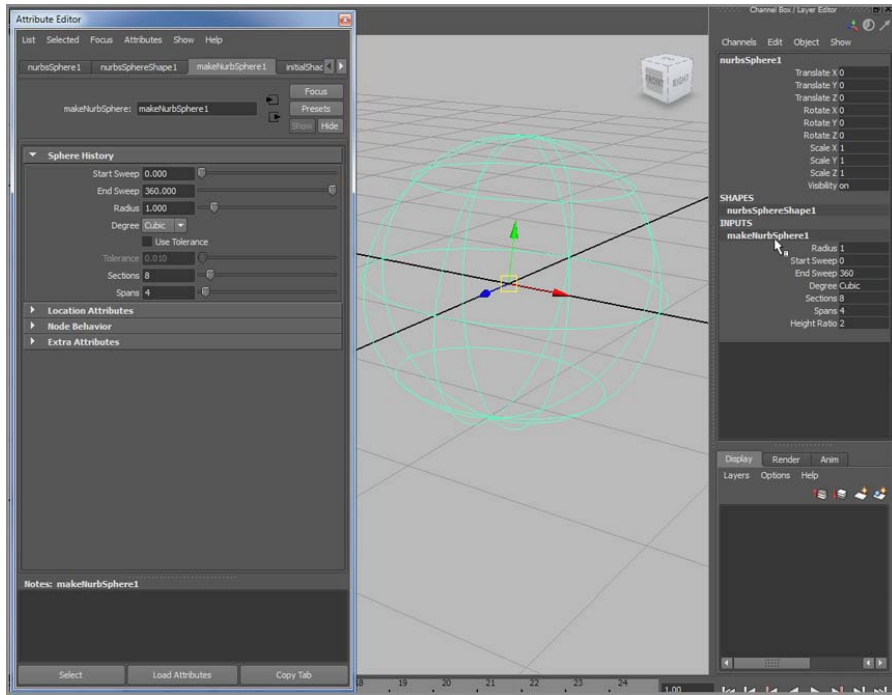 Attribute Editor
List Selected Focus Attributes Show Help
nurbsSphere1 nurbsSphereShape1 makeNurbSphere1 initialShac
Focus
makeNurbSphere: makeNurbSphere1
Presets
Show Hide
Sphere History
Start Sweep 0.000
End Sweep 360.000
Radius 1.000
Degree Cubic
Use Tolerance
Tolerance 0.010
Sections 8
Spans 4
Location Attributes
Node Behavior
Extra Attributes
Notes: makeNurbSphere1
Select Load Attributes Copy Tab
FRONT RIGHT
Channel Box / Layer Editor
Channels Edit Object Show
nurbsSphere1
Translate X 0
Translate Y 0
Translate Z 0
Rotate X 0
Rotate Y 0
Rotate Z 0
Scale X 1
Scale Y 1
Scale Z 1
Visibility on
SHAPES
nurbsSphereShape1
INPUTS
makeNurbSphere1
Radius 1
Start Sweep 0
End Sweep 360
Degree Cubic
Sections 8
Spans 4
Height Ratio 2
Display Render Anim
Layers Options Help
19 20 21 22 23 24
1.00